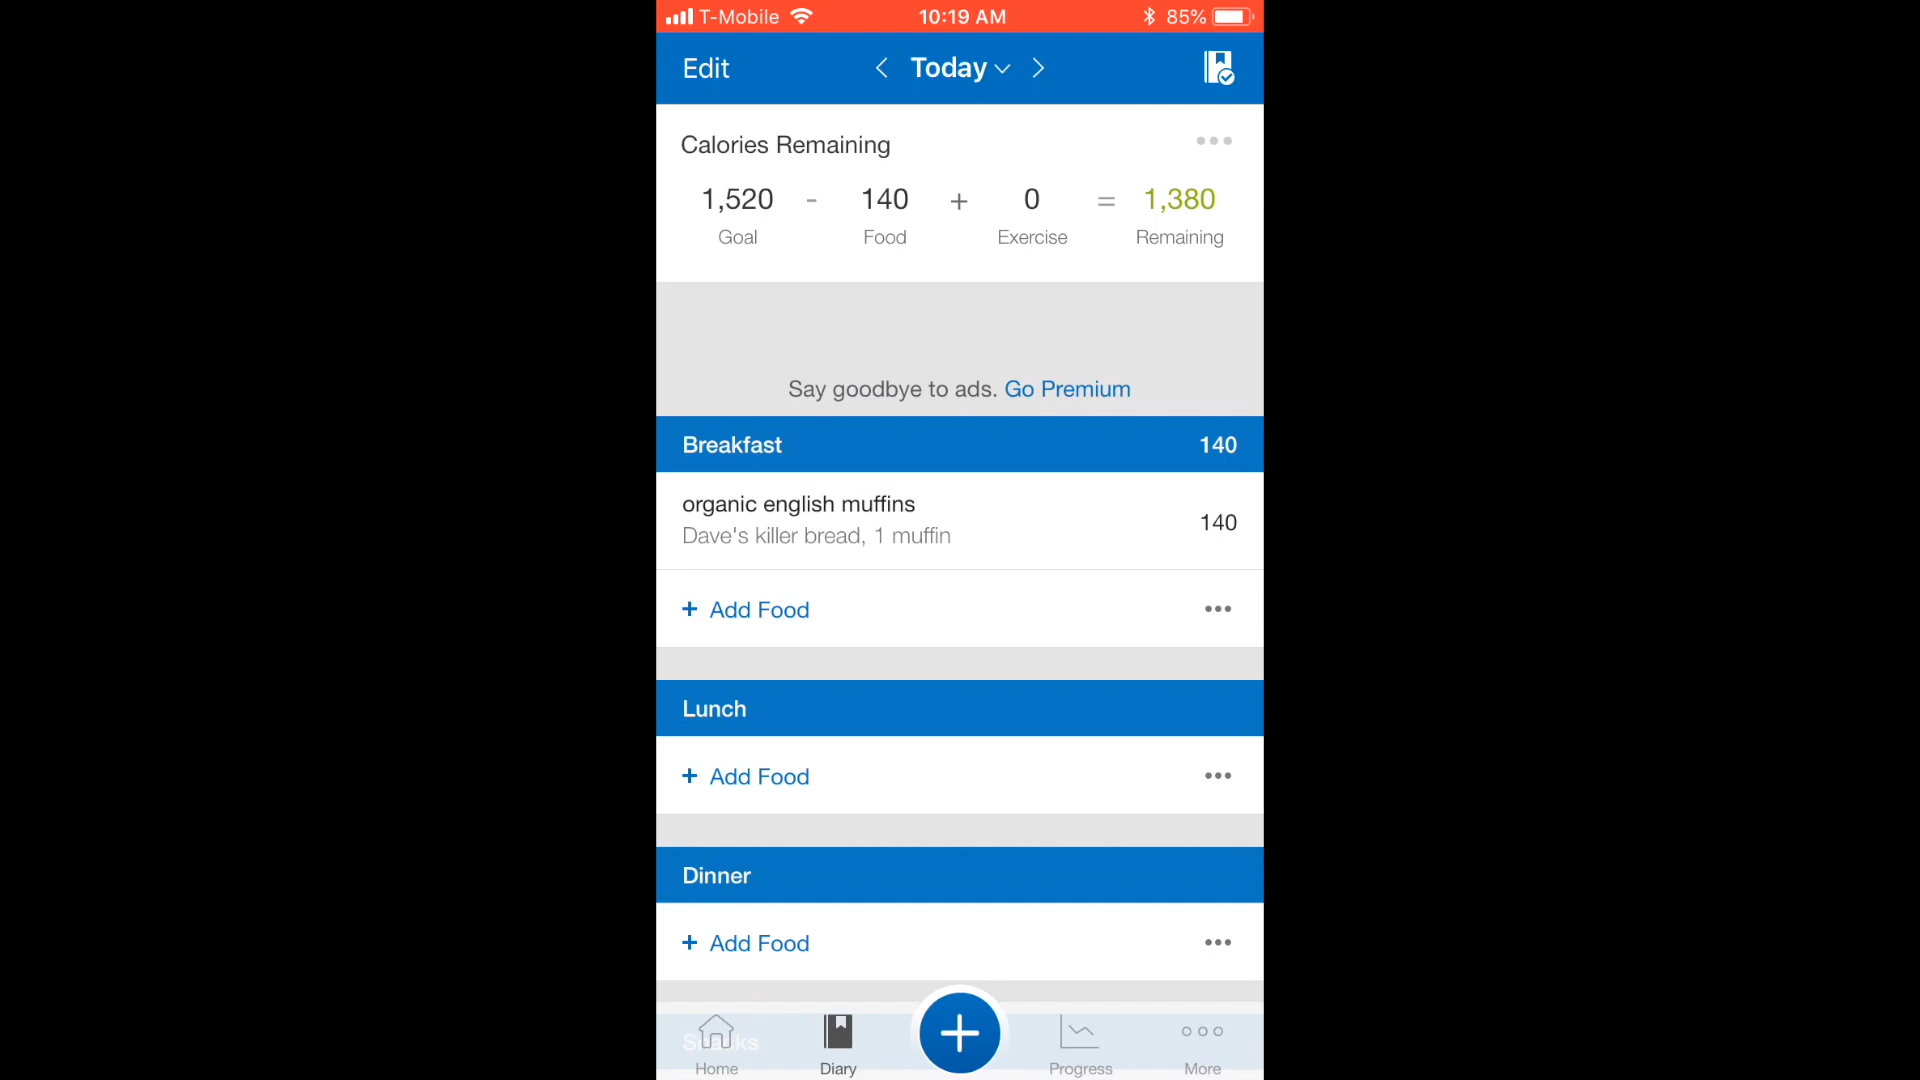 T-Mobile 10:19 AM 85%
Edit Today
Calories Remaining
1,520 - 140 + 0 = 1,380
Goal Food Exercise Remaining
Say goodbye to ads. Go Premium
Breakfast 140
organic english muffins
Dave's killer bread, 1 muffin
140
+ Add Food
Lunch
+ Add Food
Dinner
+ Add Food
Snacks
Home Diary Progress More